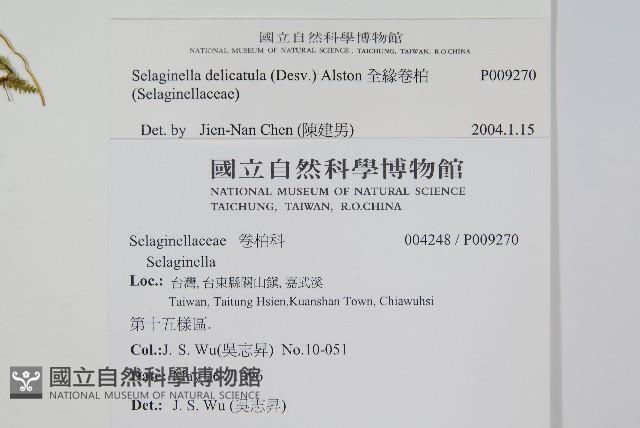 國立自然科學博物館
NATIONAL MUSEUM OF NATURAL SCIENCE, TAICHUNG, TAIWAN, R.O.CHINA
Selaginella delicatula (Desv.) Alston 全緣卷柏 P009270
(Selaginellaceae)
Det. by Jien-Nan Chen (陳建男) 2004.1.15
國立自然科學博物館
NATIONAL MUSEUM OF NATURAL SCIENCE
TAICHUNG, TAIWAN, R.O.CHINA
Selaginellaceae 卷柏科 004248 / P009270
Selaginella
Loc.: 台灣, 台東縣關山鎮, 嘉武溪
Taiwan, Taitung Hsien,Kuanshan Town, Chiawuhsi
第十五樣區.
Col.:J. S. Wu(吳志昇) No.10-051
國立自然科學博物館
NATIONAL MUSEUM OF NATURAL SCIENCE
Det.: J. S. Wu (吳志昇)